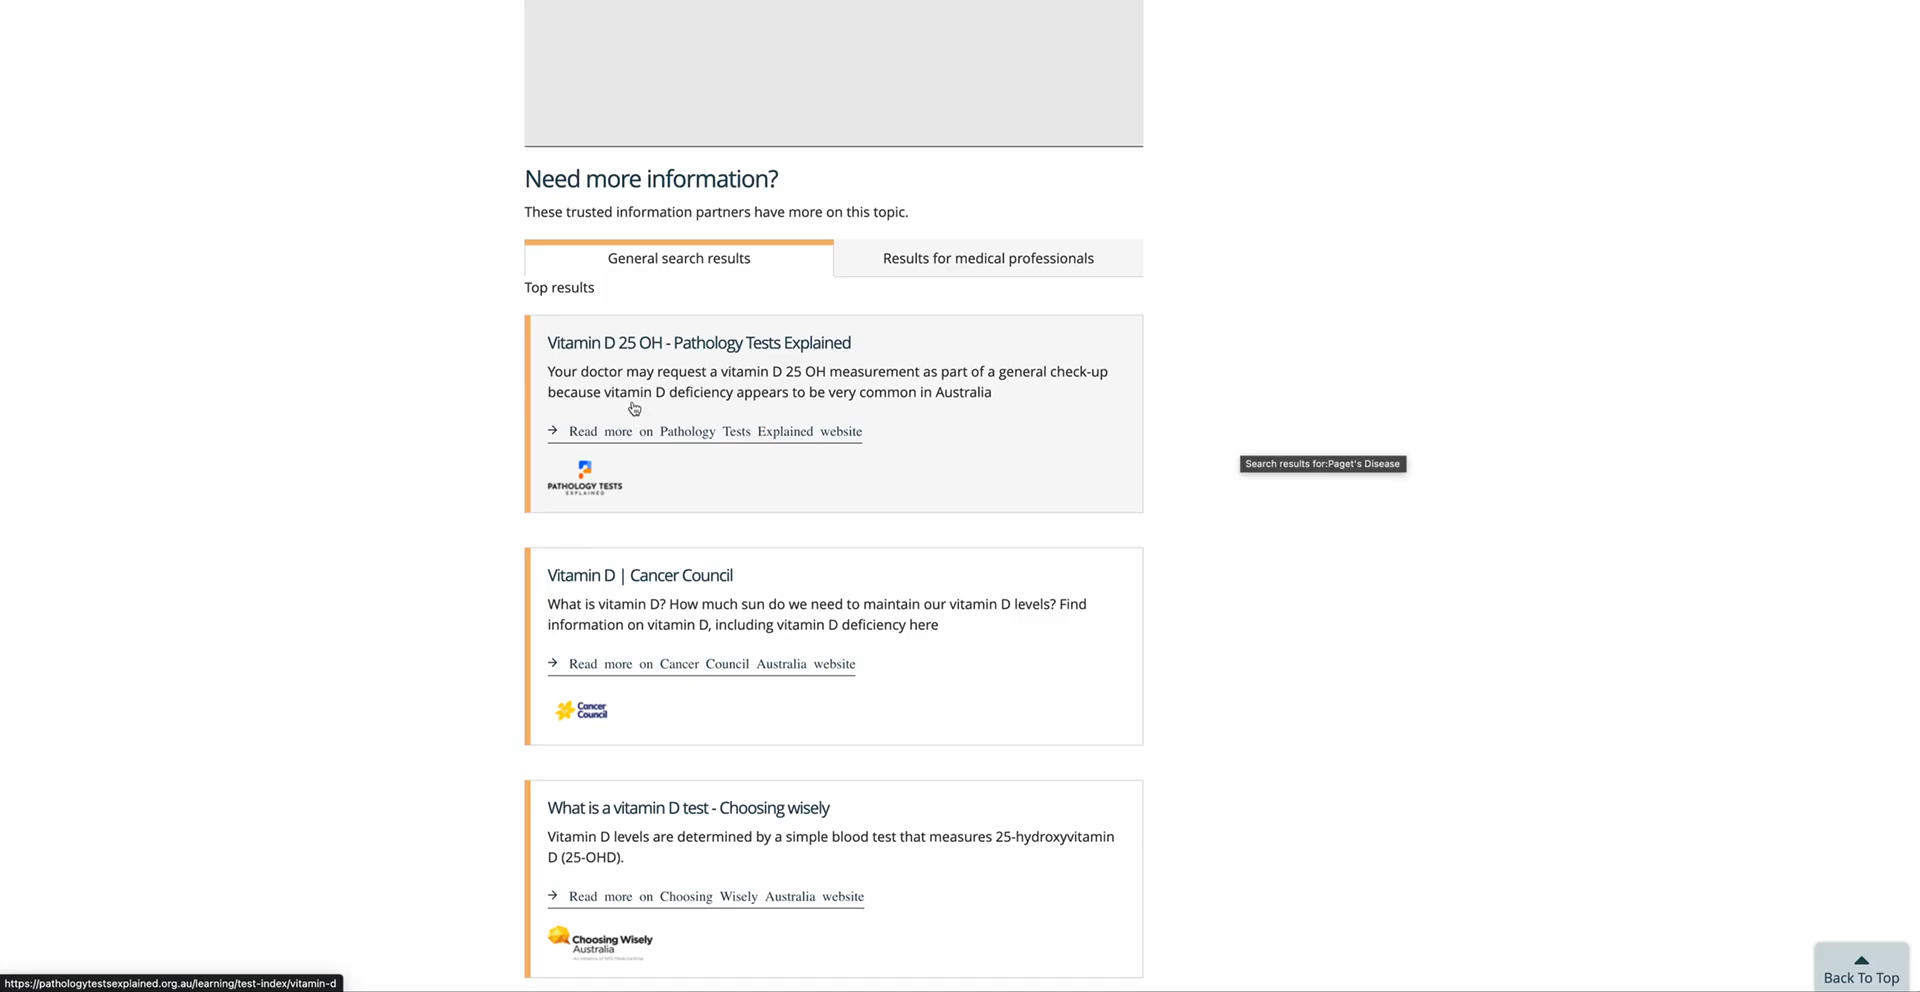 Need more information?
These trusted information partners have more on this topic.
General search results
Results for medical professionals
Top results
Vitamin D 25 OH - Pathology Tests Explained
Your doctor may request a vitamin D 25 OH measurement as part of a general check-up
because vitamin D deficiency appears to be very common in Australia
→ Read more on Pathology Tests Explained website
Search results for:Paget's Disease
PATHOLOGY TESTS
EXPLAINED
Vitamin D | Cancer Council
What is vitamin D? How much sun do we need to maintain our vitamin D levels? Find
information on vitamin D, including vitamin D deficiency here
→ Read more on Cancer Council Australia website
Cancer
Council
What is a vitamin D test - Choosing wisely
Vitamin D levels are determined by a simple blood test that measures 25-hydroxyvitamin
D (25-OHD).
→ Read more on Choosing Wisely Australia website
Choosing Wisely
Australia
Back To Top
https://pathologytestsexplained.org.au/learning/test-index/vitamin-d